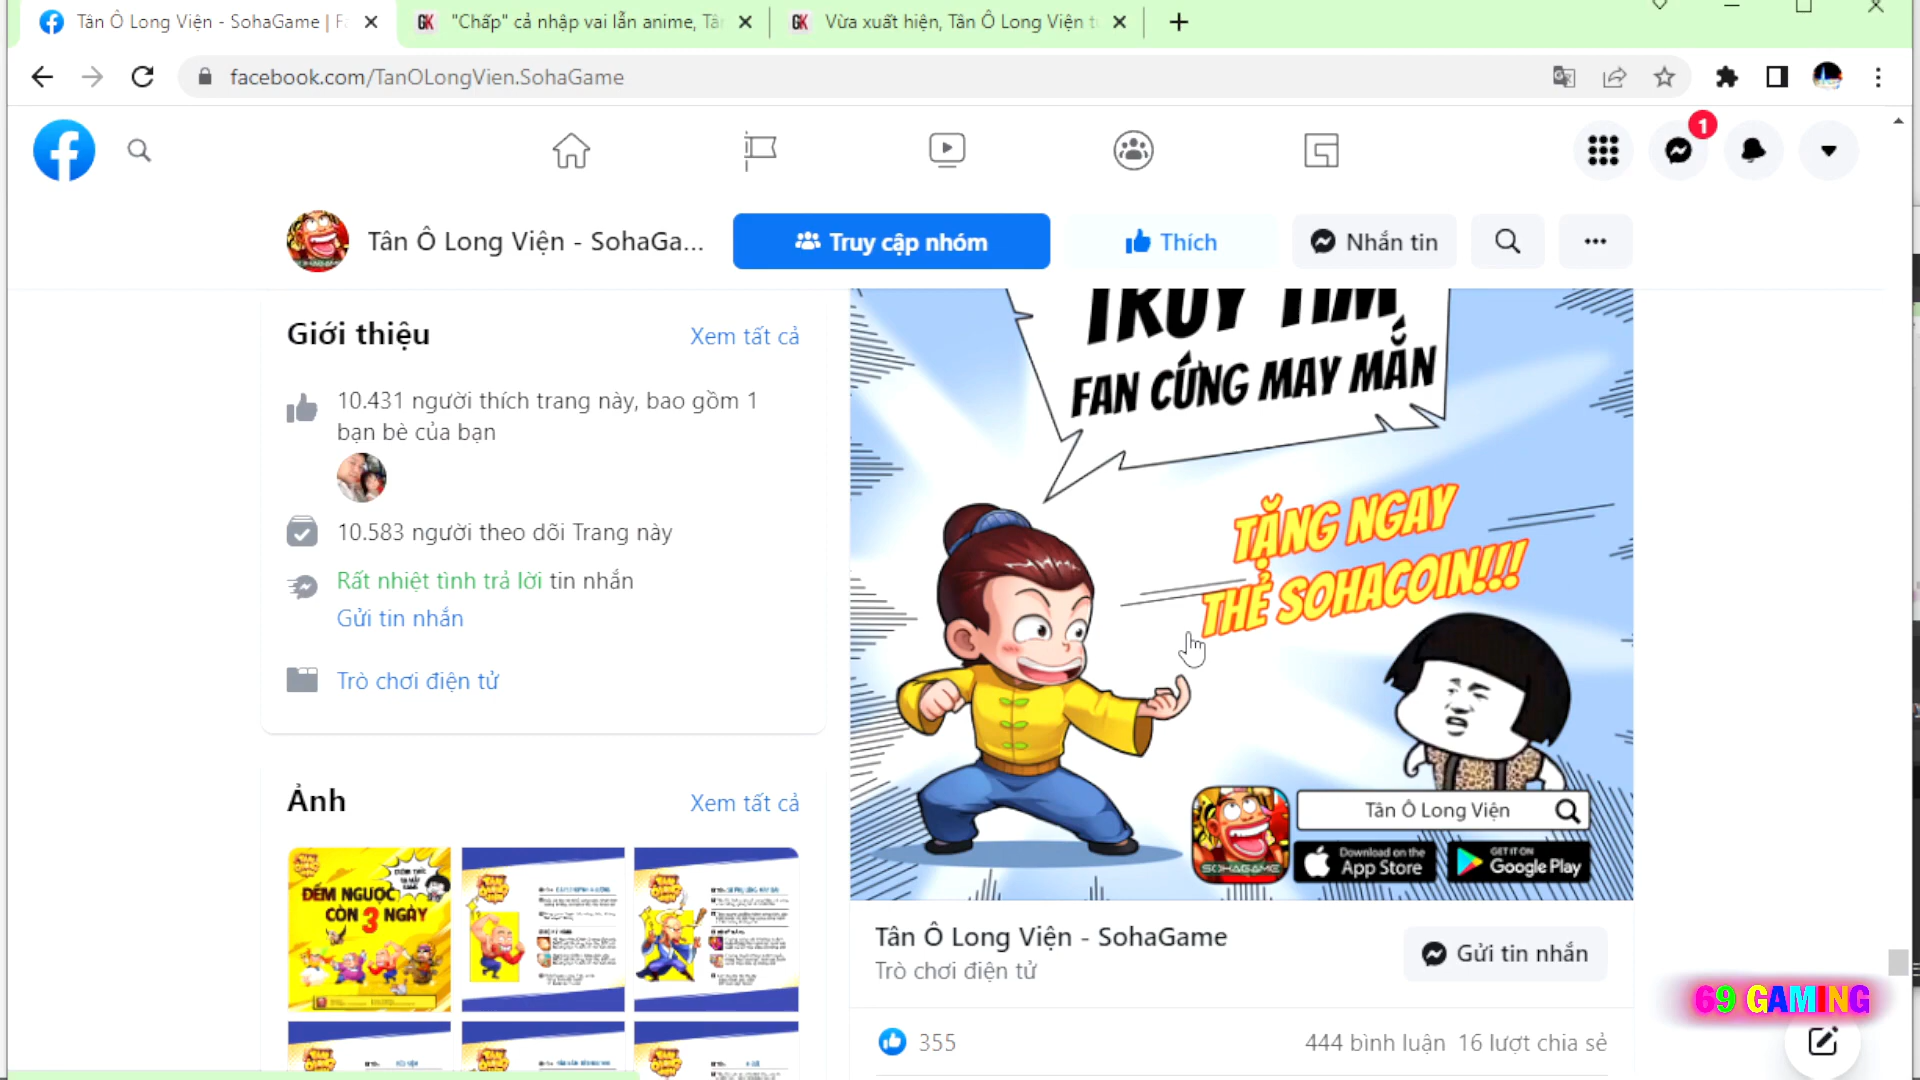 Tân Ô Long Viện - SohaGame | Fa
"Chấp" cả nhập vai lẫn anime, Tân
Vừa xuất hiện, Tân Ô Long Viện t
facebook.com/TanOLongVien.SohaGame
1
Tân Ô Long Viện - SohaGa...
Truy cập nhóm
Thích
Nhắn tin
Giới thiệu
Xem tất cả
10.431 người thích trang này, bao gồm 1
bạn bè của bạn
10.583 người theo dõi Trang này
Rất nhiệt tình trả lời tin nhắn
Gửi tin nhắn
Trò chơi điện tử
Ảnh
Xem tất cả
ĐẾM NGƯỢC
CÒN 3 NGÀY
TRUY TÌM
FAN CỨNG MAY MẮN
TẶNG NGAY
THẺ SOHACOIN!!!
Tân Ô Long Viện
SOHAGAME
Download on the
App Store
GET IT ON
Google Play
Tân Ô Long Viện - SohaGame
Trò chơi điện tử
Gửi tin nhắn
69 GAMING
355
444 bình luận
16 lượt chia sẻ